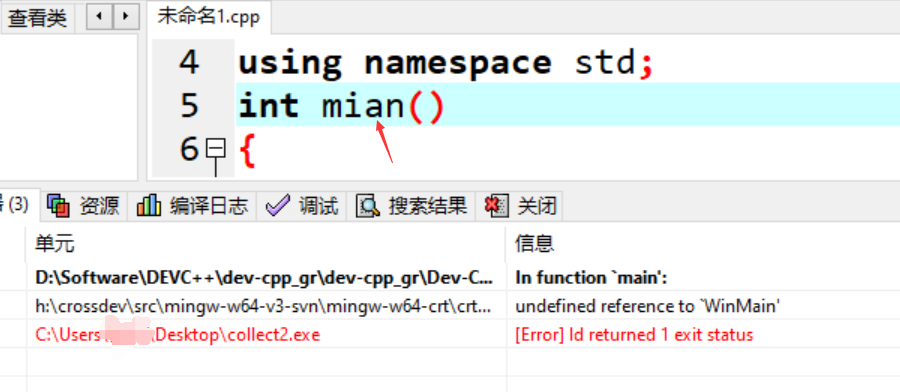 查看类 未命名1.cpp
4 using namespace std;
5 int mian()
6 {
(3) 资源 编译日志 调试 搜索结果 关闭
单元 信息
D:\Software\DEVC++\dev-cpp_gr\dev-cpp_gr\Dev-C... In function `main':
h:\crossdev\src\mingw-w64-v3-svn\mingw-w64-crt\crt... undefined reference to `WinMain'
C:\Users \Desktop\collect2.exe [Error] ld returned 1 exit status